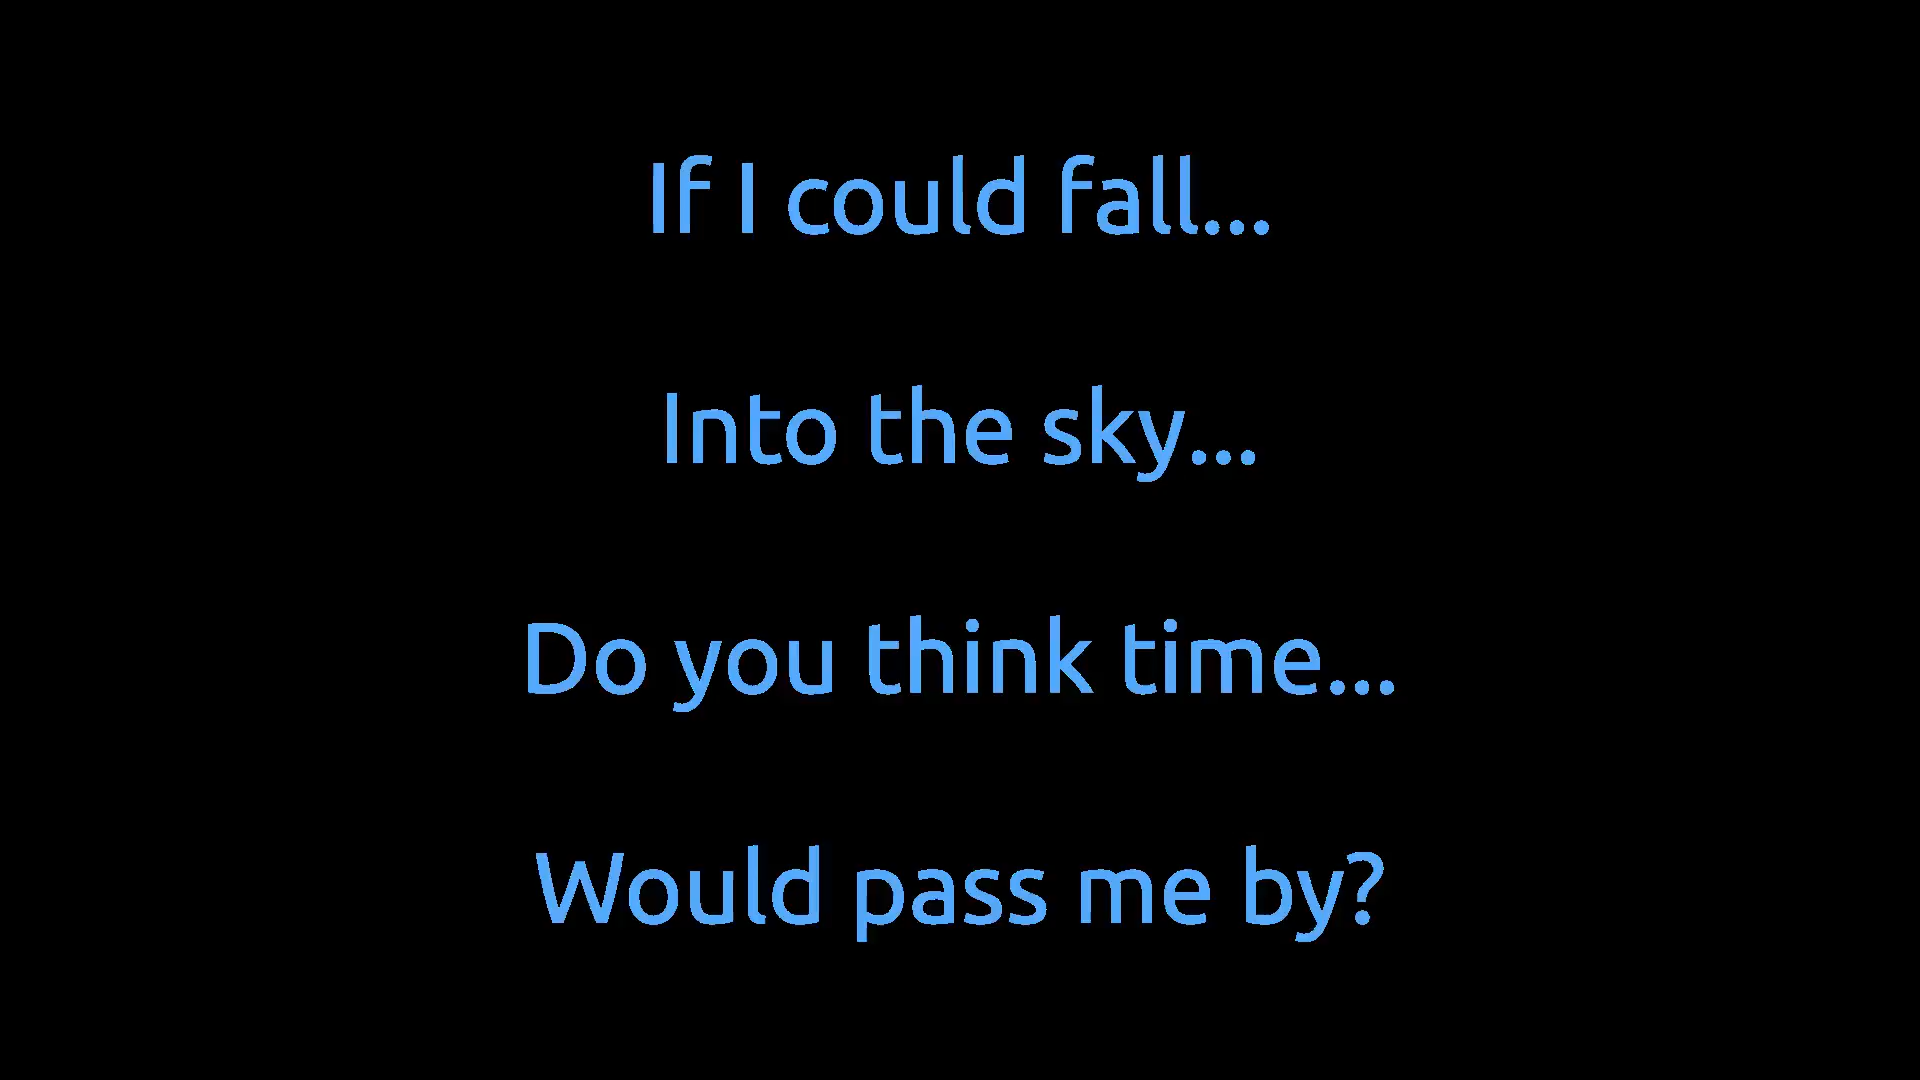 If I could fall...
Into the sky...
Do you think time...
Would pass me by?